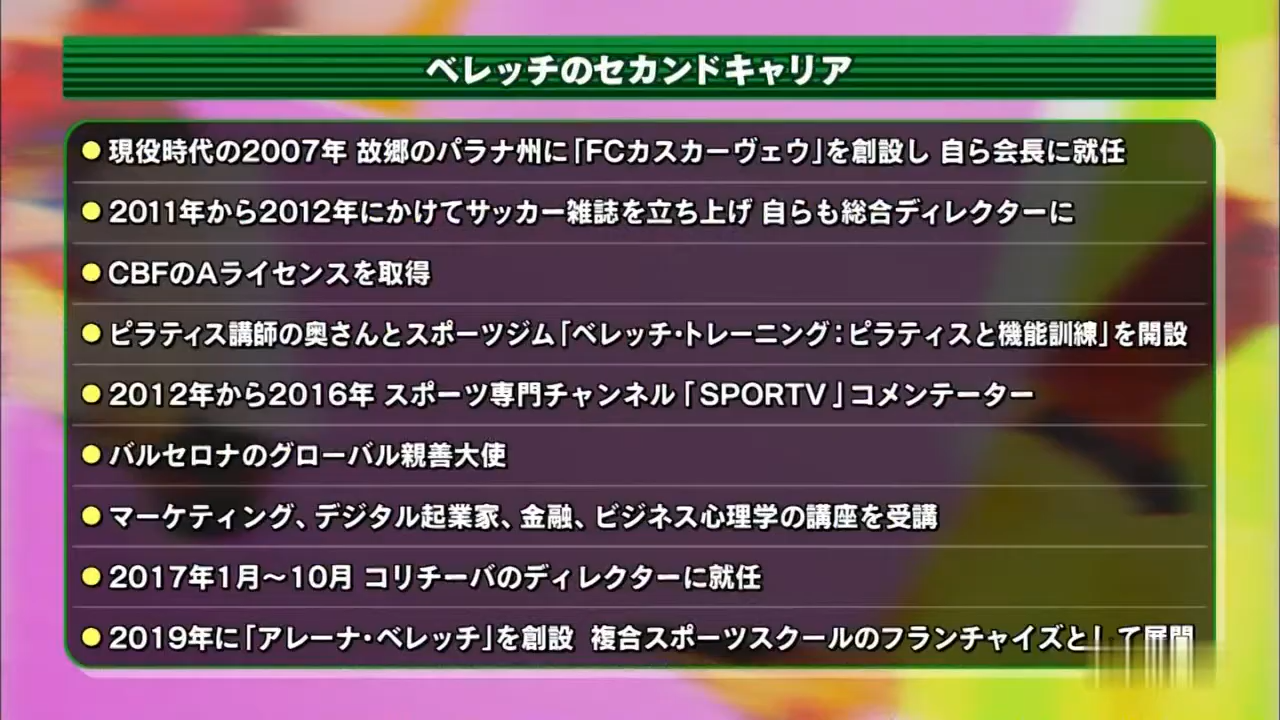 ベレッチのセカンドキャリア
●現役時代の2007年 故郷のパラナ州に「FCカスカーヴェウ」を創設し 自ら会長に就任
●2011年から2012年にかけてサッカー雑誌を立ち上げ 自らも総合ディレクターに
●CBFのAライセンスを取得
●ピラティス講師の奥さんとスポーツジム「ベレッチ・トレーニング：ピラティスと機能訓練」を開設
●2012年から2016年 スポーツ専門チャンネル「SPORTV」コメンテーター
●バルセロナのグローバル親善大使
●マーケティング、デジタル起業家、金融、ビジネス心理学の講座を受講
●2017年1月〜10月 コリチーバのディレクターに就任
●2019年に「アレーナ・ベレッチ」を創設 複合スポーツスクールのフランチャイズとして展開